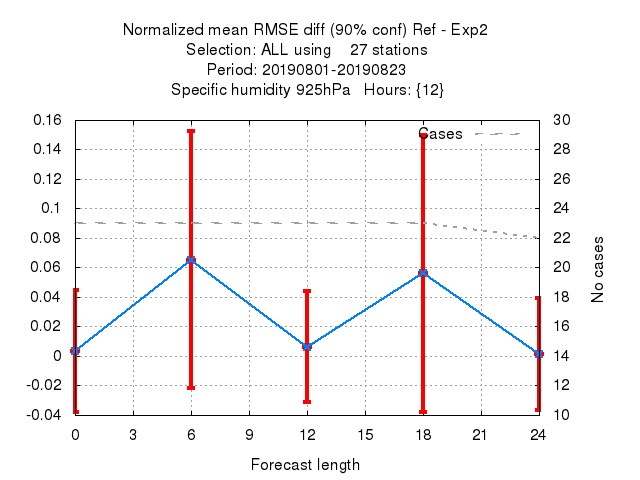 Normalized mean RMSE diff (90% conf) Ref - Exp2
Selection: ALL using    27 stations
Period: 20190801-20190823
Specific humidity 925hPa   Hours: {12}
Cases
0.16
0.14
0.12
0.1
0.08
0.06
0.04
0.02
0
-0.02
-0.04
30
28
26
24
22
20
18
16
14
12
10
No cases
0 3 6 9 12 15 18 21 24
Forecast length